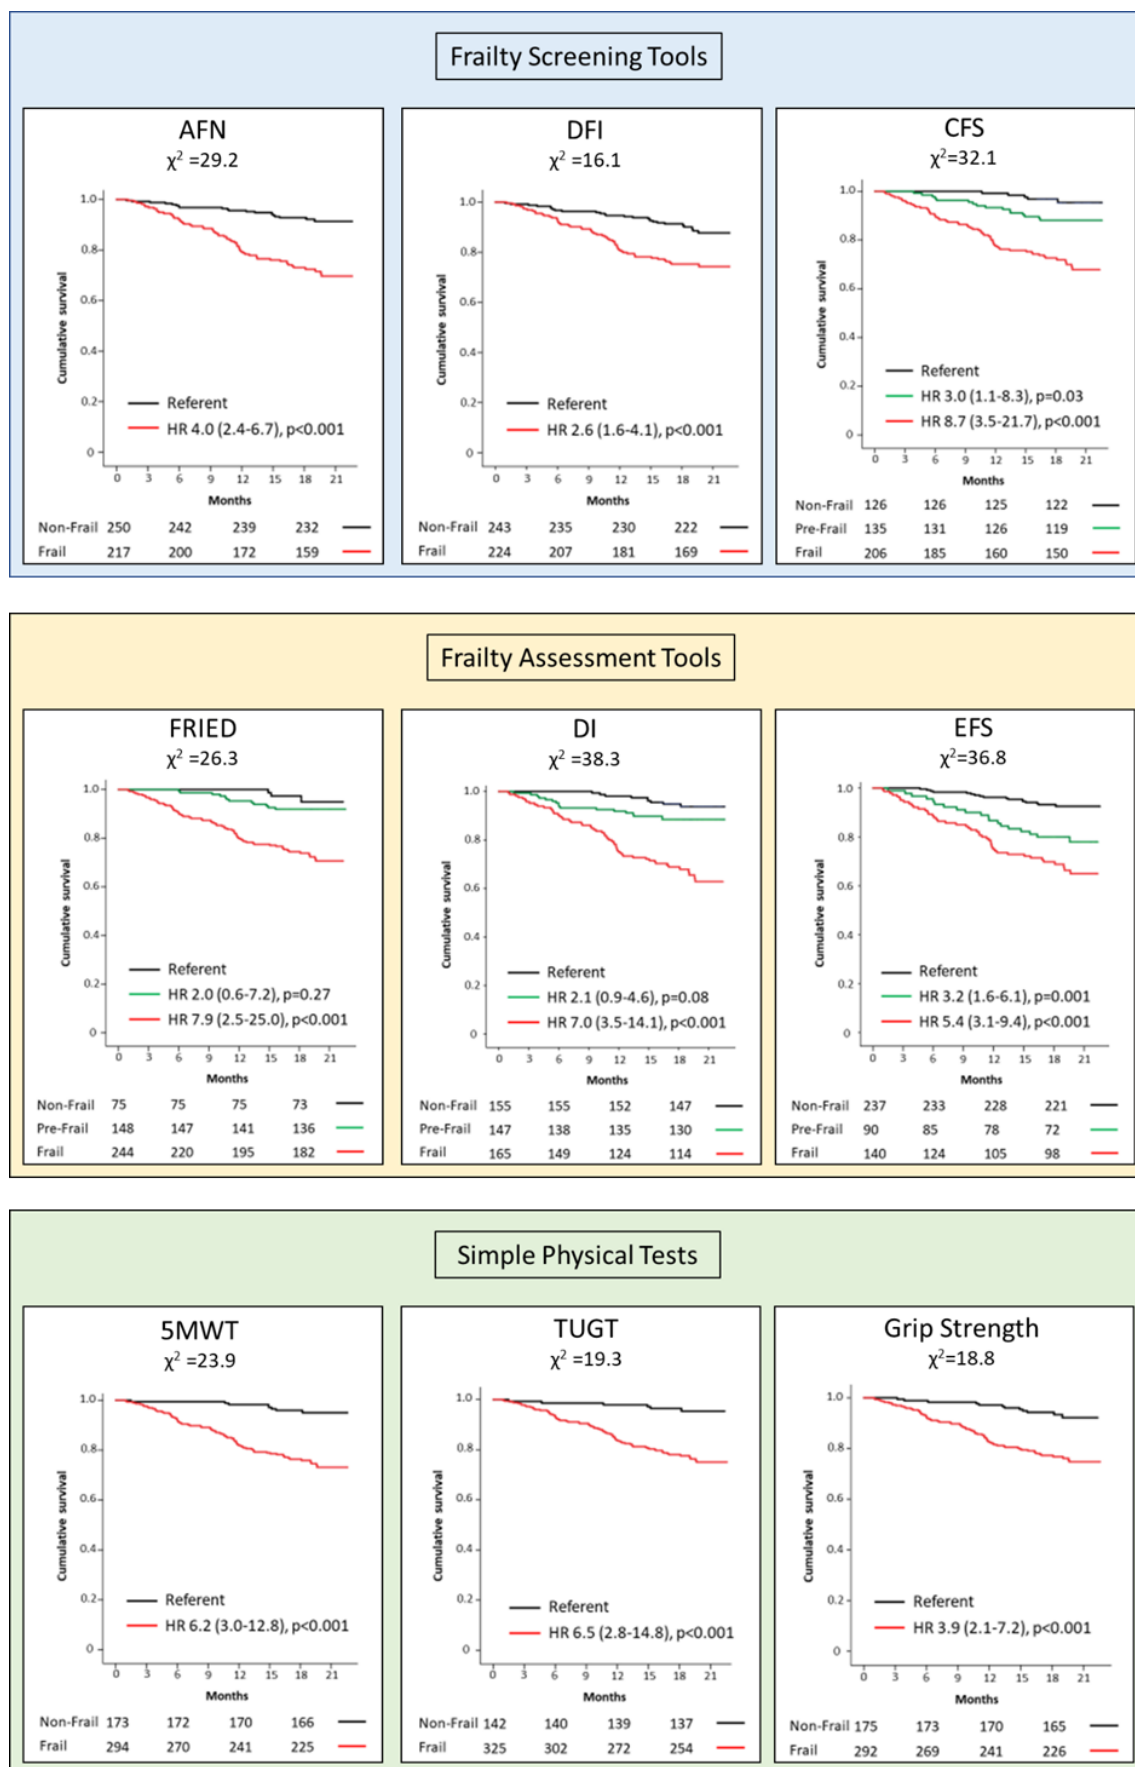 Frailty Screening Tools
AFN
χ² =29.2
Cumulative survival
1.0
0.8
0.6
0.4
0.2
0
Referent
HR 4.0 (2.4-6.7), p<0.001
0 3 6 9 12 15 18 21
Months
Non-Frail 250 242 239 232
Frail 217 200 172 159
DFI
χ² =16.1
Cumulative survival
1.0
0.8
0.6
0.4
0.2
0
Referent
HR 2.6 (1.6-4.1), p<0.001
0 3 6 9 12 15 18 21
Months
Non-Frail 243 235 230 222
Frail 224 207 181 169
CFS
χ²=32.1
Cumulative survival
1.0
0.8
0.6
0.4
0.2
0
Referent
HR 3.0 (1.1-8.3), p=0.03
HR 8.7 (3.5-21.7), p<0.001
0 3 6 9 12 15 18 21
Months
Non-Frail 126 126 125 122
Pre-Frail 135 131 126 119
Frail 206 185 160 150
Frailty Assessment Tools
FRIED
χ² =26.3
Cumulative survival
1.0
0.8
0.6
0.4
0.2
0
Referent
HR 2.0 (0.6-7.2), p=0.27
HR 7.9 (2.5-25.0), p<0.001
0 3 6 9 12 15 18 21
Months
Non-Frail 75 75 75 73
Pre-Frail 148 147 141 136
Frail 244 220 195 182
DI
χ² =38.3
Cumulative survival
1.0
0.8
0.6
0.4
0.2
0
Referent
HR 2.1 (0.9-4.6), p=0.08
HR 7.0 (3.5-14.1), p<0.001
0 3 6 9 12 15 18 21
Months
Non-Frail 155 155 152 147
Pre-Frail 147 138 135 130
Frail 165 149 124 114
EFS
χ²=36.8
Cumulative survival
1.0
0.8
0.6
0.4
0.2
0
Referent
HR 3.2 (1.6-6.1), p=0.001
HR 5.4 (3.1-9.4), p<0.001
0 3 6 9 12 15 18 21
Months
Non-Frail 237 233 228 221
Pre-Frail 90 85 78 72
Frail 140 124 105 98
Simple Physical Tests
5MWT
χ² =23.9
Cumulative survival
1.0
0.8
0.6
0.4
0.2
0
Referent
HR 6.2 (3.0-12.8), p<0.001
0 3 6 9 12 15 18 21
Months
Non-Frail 173 172 170 166
Frail 294 270 241 225
TUGT
χ² =19.3
Cumulative survival
1.0
0.8
0.6
0.4
0.2
0
Referent
HR 6.5 (2.8-14.8), p<0.001
0 3 6 9 12 15 18 21
Months
Non-Frail 142 140 139 137
Frail 325 302 272 254
Grip Strength
χ²=18.8
Cumulative survival
1.0
0.8
0.6
0.4
0.2
0
Referent
HR 3.9 (2.1-7.2), p<0.001
0 3 6 9 12 15 18 21
Months
Non-Frail 175 173 170 165
Frail 292 269 241 226